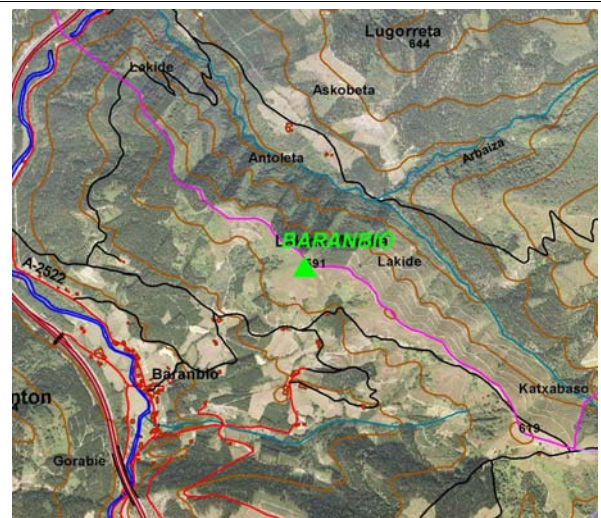 Lugorreta
644
Lakide
Askobeta
Antoleta
Arbaiza
BARANBIO
591
Lakide
A-2522
Baranbio
Katxabaso
nton
619
Gorabie